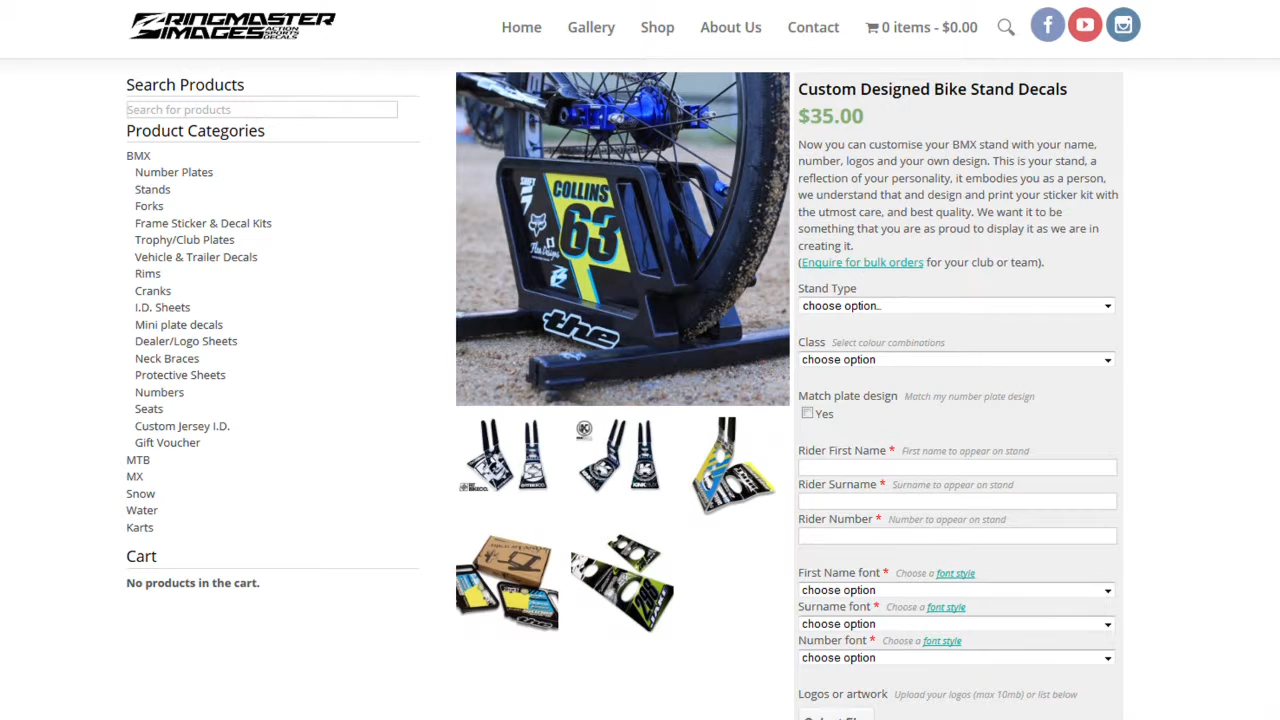 RINGMASTER
IMAGES ACTION SPORTS DECALS
Home
Gallery
Shop
About Us
Contact
0 items - $0.00
Search Products
Search for products
Product Categories
BMX
Number Plates
Stands
Forks
Frame Sticker & Decal Kits
Trophy/Club Plates
Vehicle & Trailer Decals
Rims
Cranks
I.D. Sheets
Mini plate decals
Dealer/Logo Sheets
Neck Braces
Protective Sheets
Numbers
Seats
Custom Jersey I.D.
Gift Voucher
MTB
MX
Snow
Water
Karts
Cart
No products in the cart.
COLLINS
63
the
KINK
298
Custom Designed Bike Stand Decals
$35.00
Now you can customise your BMX stand with your name,
number, logos and your own design. This is your stand, a
reflection of your personality, it embodies you as a person,
we understand that and design and print your sticker kit with
the utmost care, and best quality. We want it to be
something that you are as proud to display it as we are in
creating it.
(Enquire for bulk orders for your club or team).
Stand Type
choose option..
Class Select colour combinations
choose option
Match plate design Match my number plate design
Yes
Rider First Name * First name to appear on stand
Rider Surname * Surname to appear on stand
Rider Number * Number to appear on stand
First Name font * Choose a font style
choose option
Surname font * Choose a font style
choose option
Number font * Choose a font style
choose option
Logos or artwork Upload your logos (max 10mb) or list below